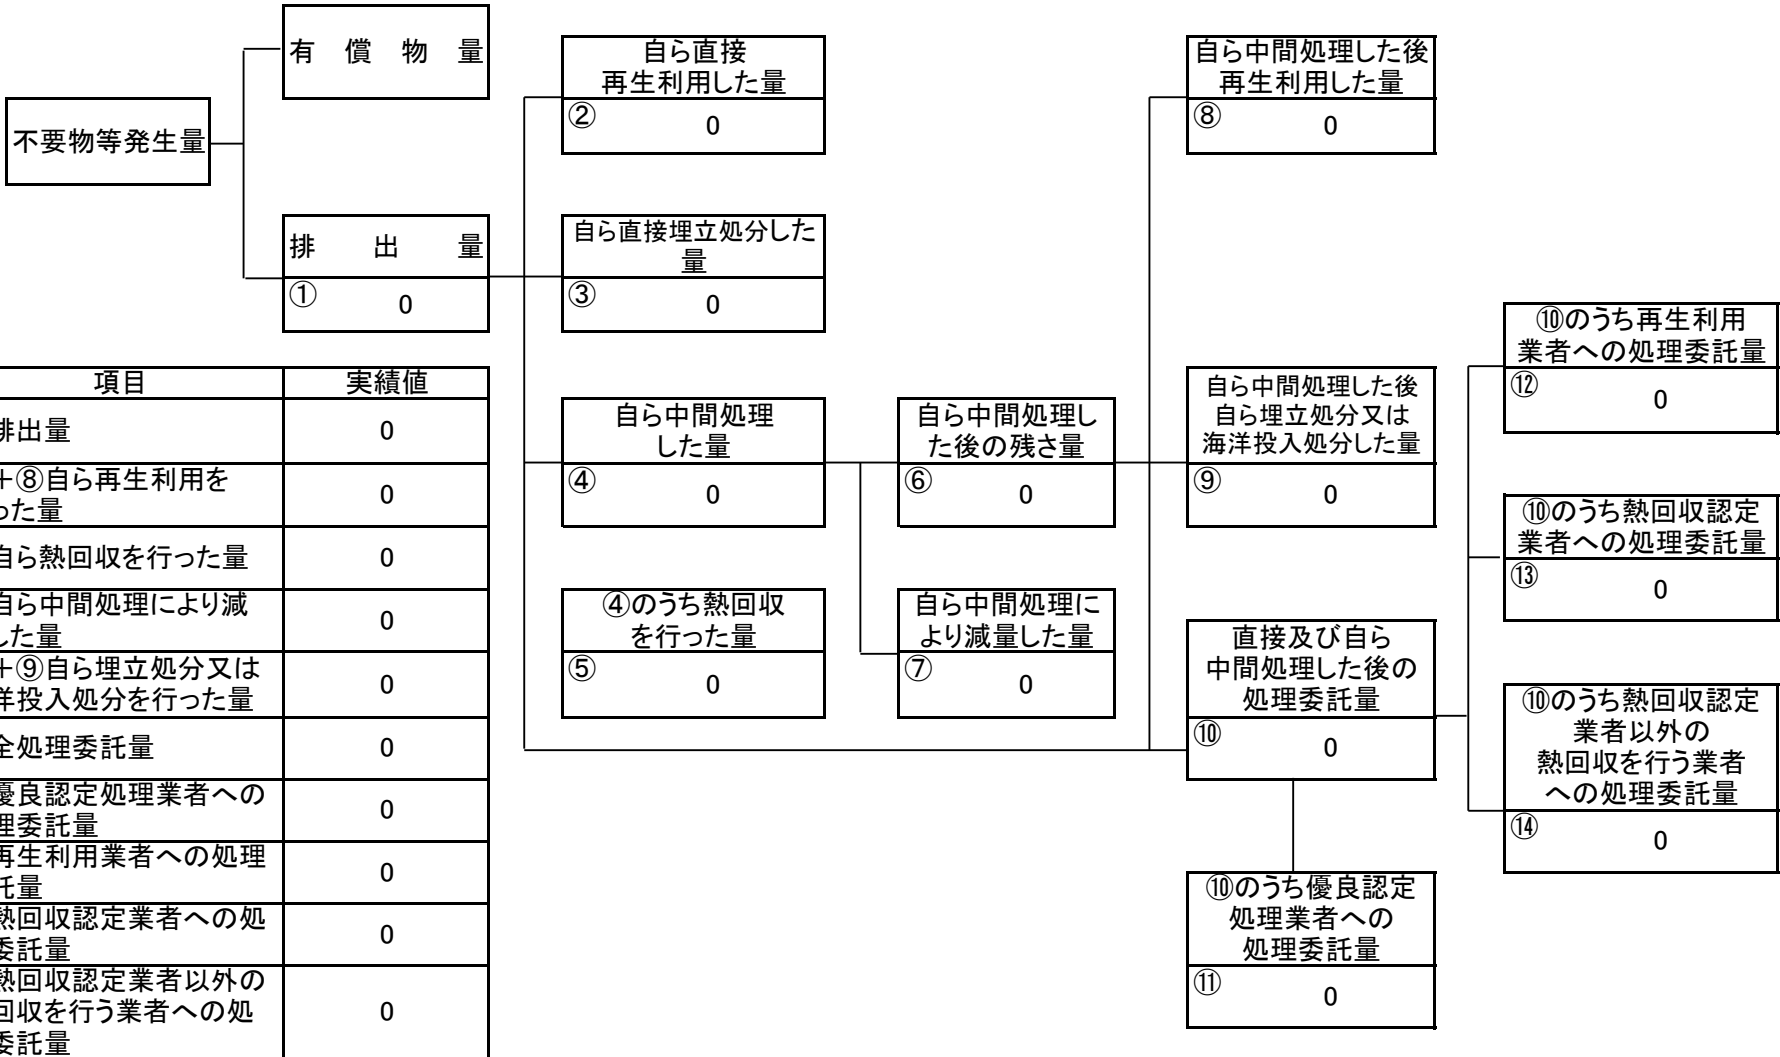 不要物等発生量
有 償 物 量
排 出 量
① 0
自ら直接
再生利用した量
② 0
自ら直接埋立処分した
量
③ 0
自ら中間処理
した量
④ 0
④のうち熱回収
を行った量
⑤ 0
自ら中間処理し
た後の残さ量
⑥ 0
自ら中間処理に
より減量した量
⑦ 0
自ら中間処理した後
再生利用した量
⑧ 0
自ら中間処理した後
自ら埋立処分又は
海洋投入処分した量
⑨ 0
直接及び自ら
中間処理した後の
処理委託量
⑩ 0
⑩のうち優良認定
処理業者への
処理委託量
⑪ 0
⑩のうち再生利用
業者への処理委託量
⑫ 0
⑩のうち熱回収認定
業者への処理委託量
⑬ 0
⑩のうち熱回収認定
業者以外の
熱回収を行う業者
への処理委託量
⑭ 0
項目 実績値
排出量 0
+⑧自ら再生利用を
った量 0
自ら熱回収を行った量 0
自ら中間処理により減
した量 0
+⑨自ら埋立処分又は
洋投入処分を行った量 0
全処理委託量 0
優良認定処理業者への
理委託量 0
再生利用業者への処理
託量 0
熱回収認定業者への処
委託量 0
熱回収認定業者以外の
回収を行う業者への処
委託量 0